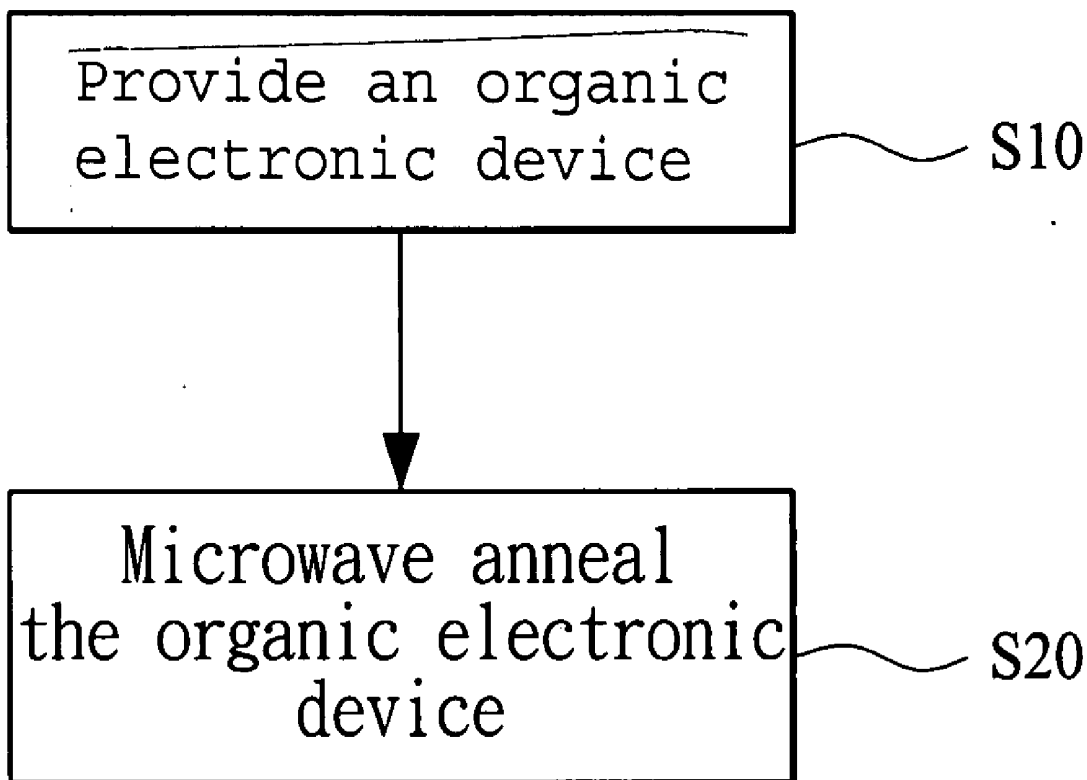 Provide an organic
electronic device
S10
Microwave anneal
the organic electronic
device
S20